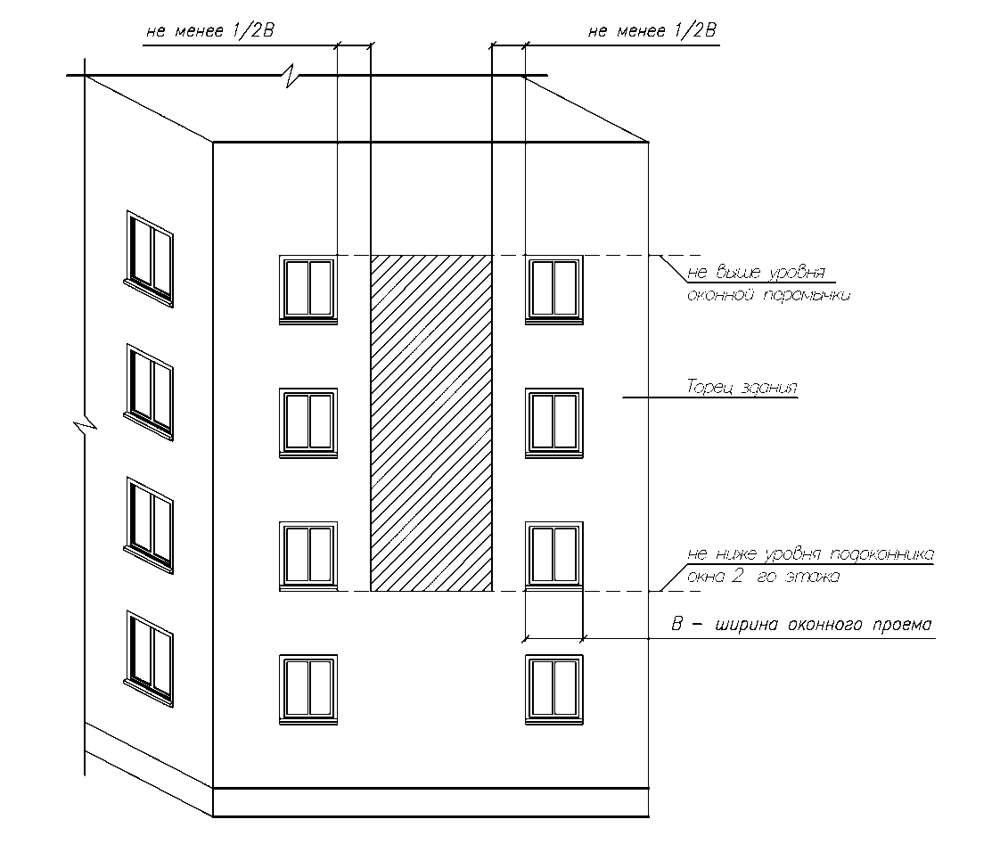 не менее 1/2В
не менее 1/2В
не выше уровня
оконной перемычки
Торец здания
не ниже уровня подоконника
окна 2 го этажа
В – ширина оконного проема